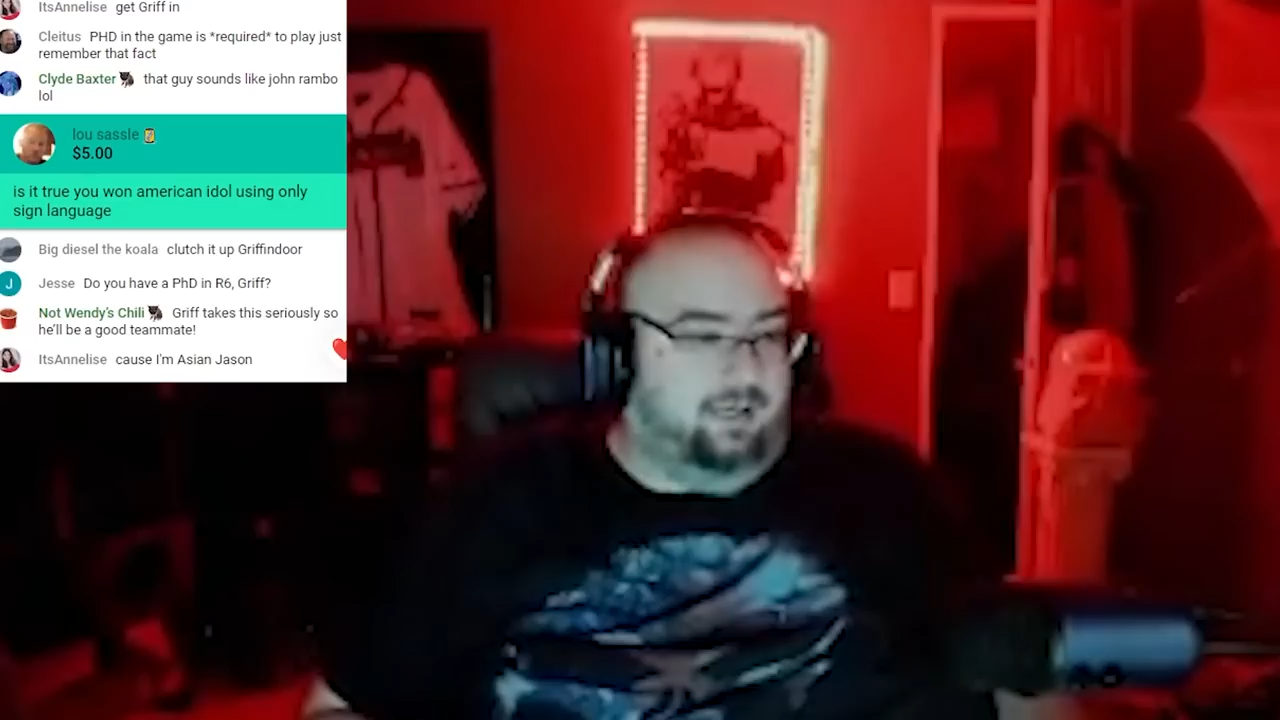 ItsAnnelise get Griff in
Cleitus PHD in the game is *required* to play just
remember that fact
Clyde Baxter that guy sounds like john rambo
lol
lou sassle
$5.00
is it true you won american idol using only
sign language
Big diesel the koala clutch it up Griffindoor
J Jesse Do you have a PhD in R6, Griff?
Not Wendy's Chili Griff takes this seriously so
he'll be a good teammate!
ItsAnnelise cause I'm Asian Jason